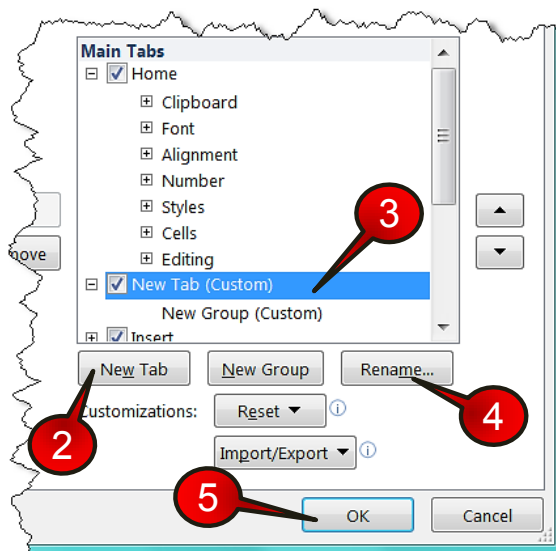 Main Tabs
Home
Clipboard
Font
Alignment
Number
Styles
3
Cells
Editing
New Tab (Custom)
New Group (Custom)
Insert
New Tab
New Group
Rename...
2
Customizations:
Reset
4
Import/Export
5
OK
Cancel